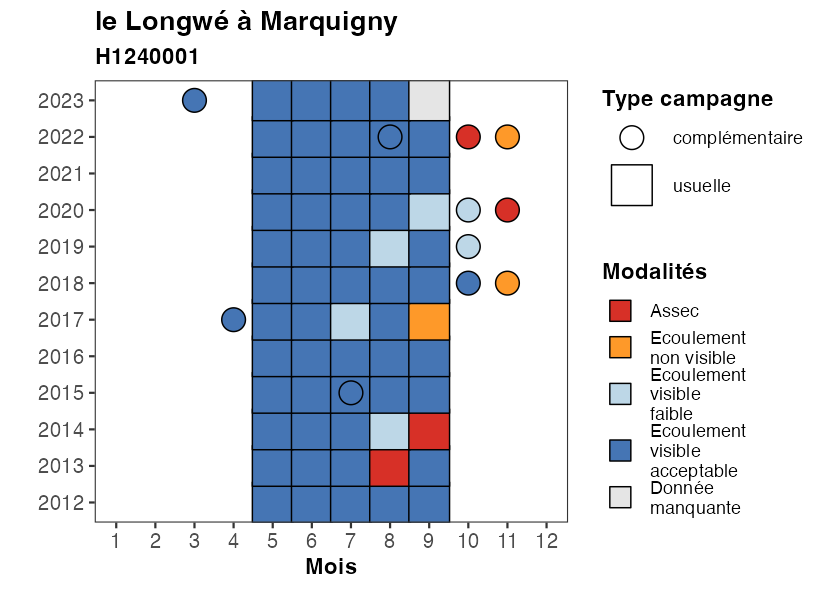 le Longwé à Marquigny
H1240001
2023
2022
2021
2020
2019
2018
2017
2016
2015
2014
2013
2012
1 2 3 4 5 6 7 8 9 10 11 12
Mois
Type campagne
complémentaire
usuelle
Modalités
Assec
Ecoulement
non visible
Ecoulement
visible
faible
Ecoulement
visible
acceptable
Donnée
manquante